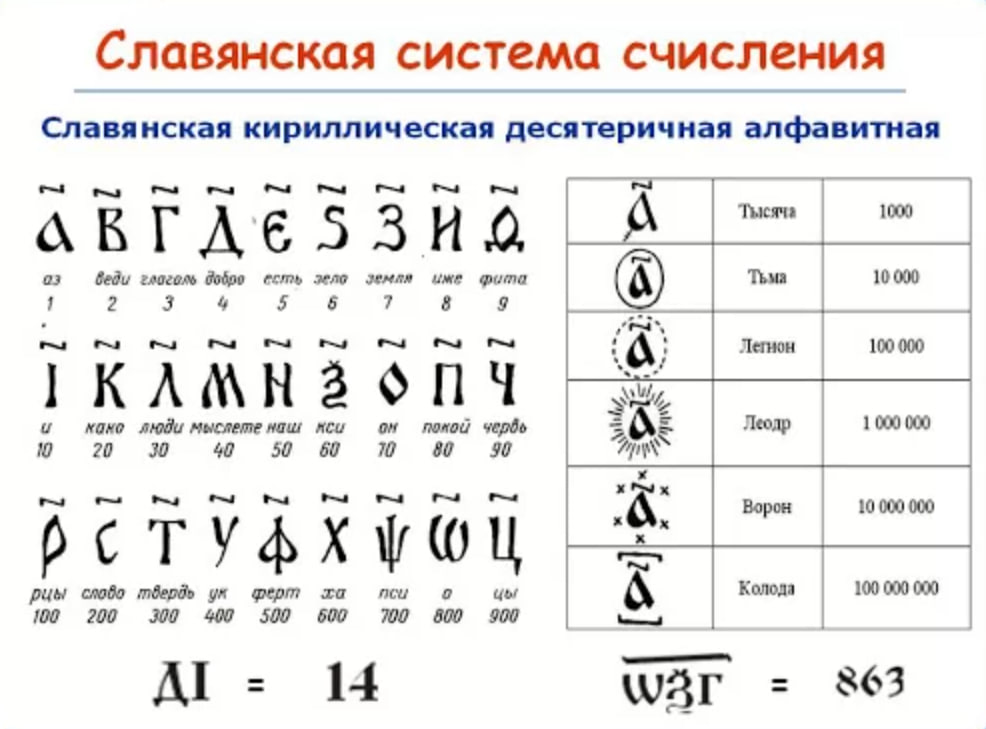 Славянская система счисления
Славянская кириллическая десятеричная алфавитная
а҃ в҃ г҃ д҃ є҃ ѕ҃ з҃ и҃ ѳ҃
аз веди глаголь добро есть зело земля иже фита
1 2 3 4 5 6 7 8 9
і҃ к҃ л҃ м҃ н҃ ѯ҃ о҃ п҃ ч҃
и како люди мыслете наш кси он покой червь
10 20 30 40 50 60 70 80 90
р҃ с҃ т҃ у҃ ф҃ х҃ ѱ҃ ѡ҃ ц҃
рцы слово твердь ук ферт ха пси о цы
100 200 300 400 500 600 700 800 900
ДІ = 14
҂а҃ Тысяча 1000
а҃ Тьма 10 000
а҃ Легион 100 000
а҃ Леодр 1 000 000
а҃ Ворон 10 000 000
а҃ Колода 100 000 000
ѡѯг = 863